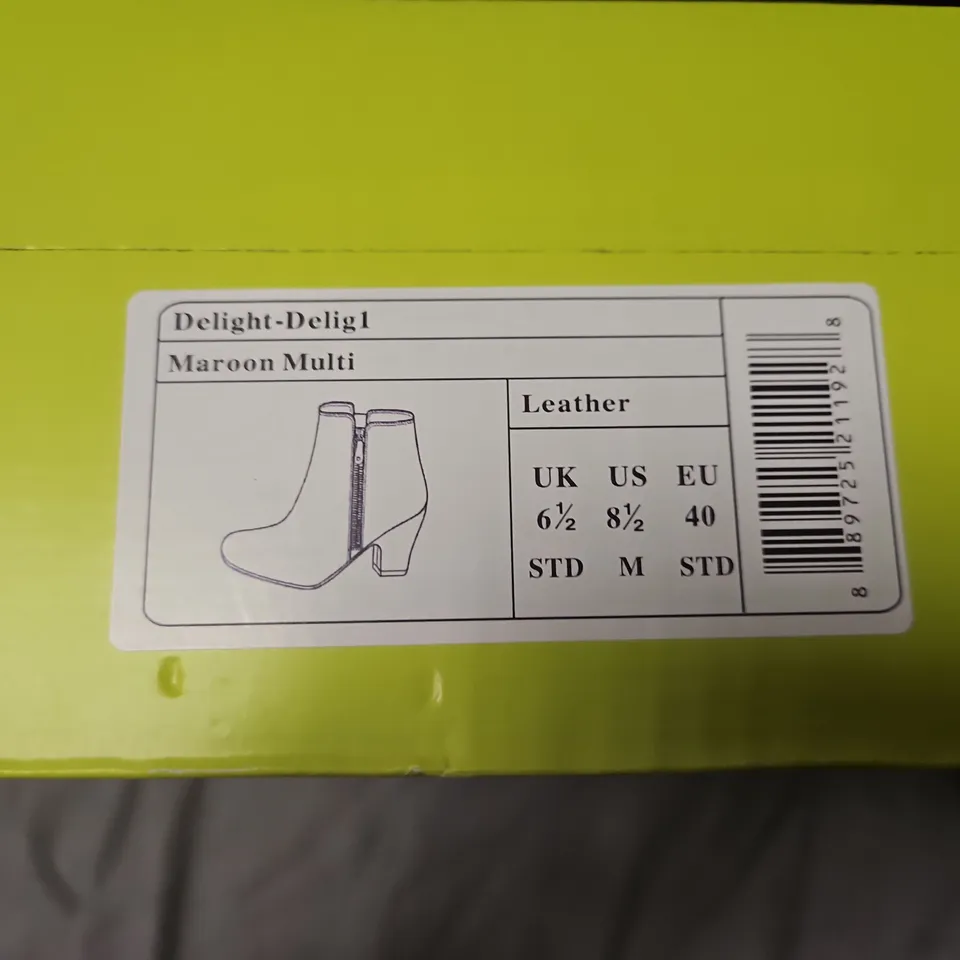 Delight-Delig1
Maroon Multi
Leather
UK US EU
6½ 8½ 40
STD M STD
8 89725 21192 8